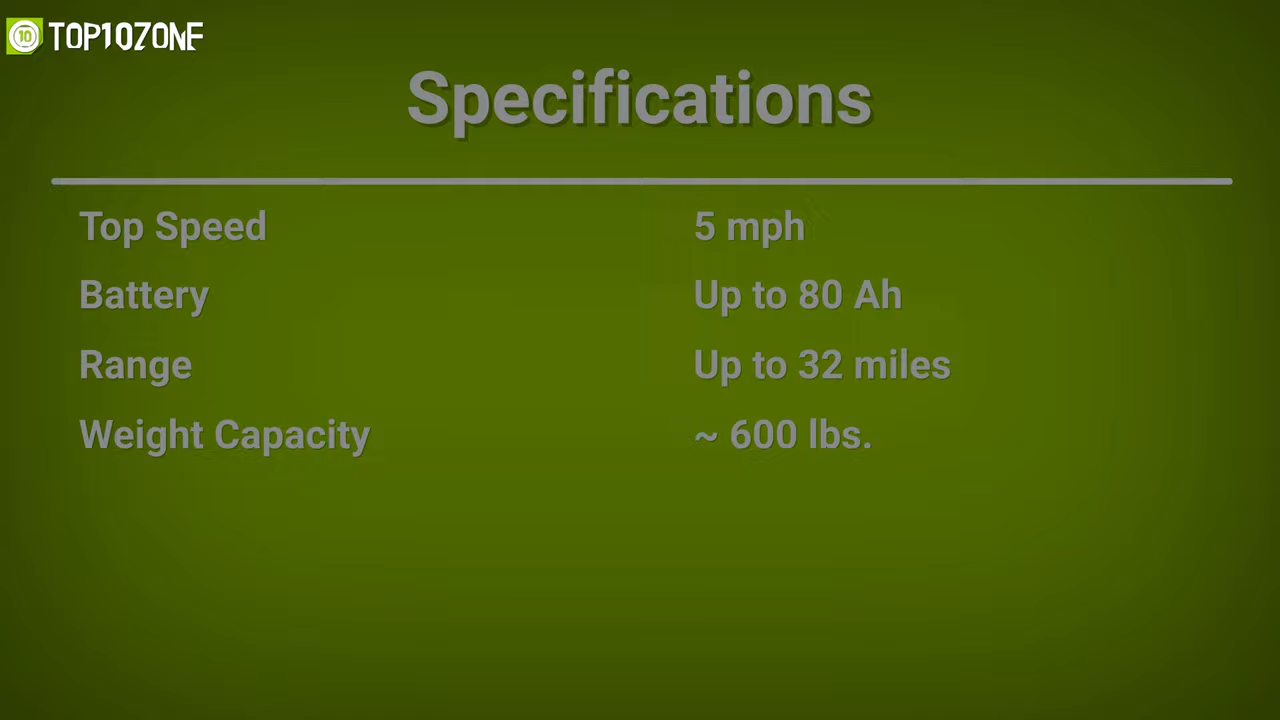 10 TOP10ZONE
Specifications
Top Speed 5 mph
Battery Up to 80 Ah
Range Up to 32 miles
Weight Capacity ~ 600 lbs.